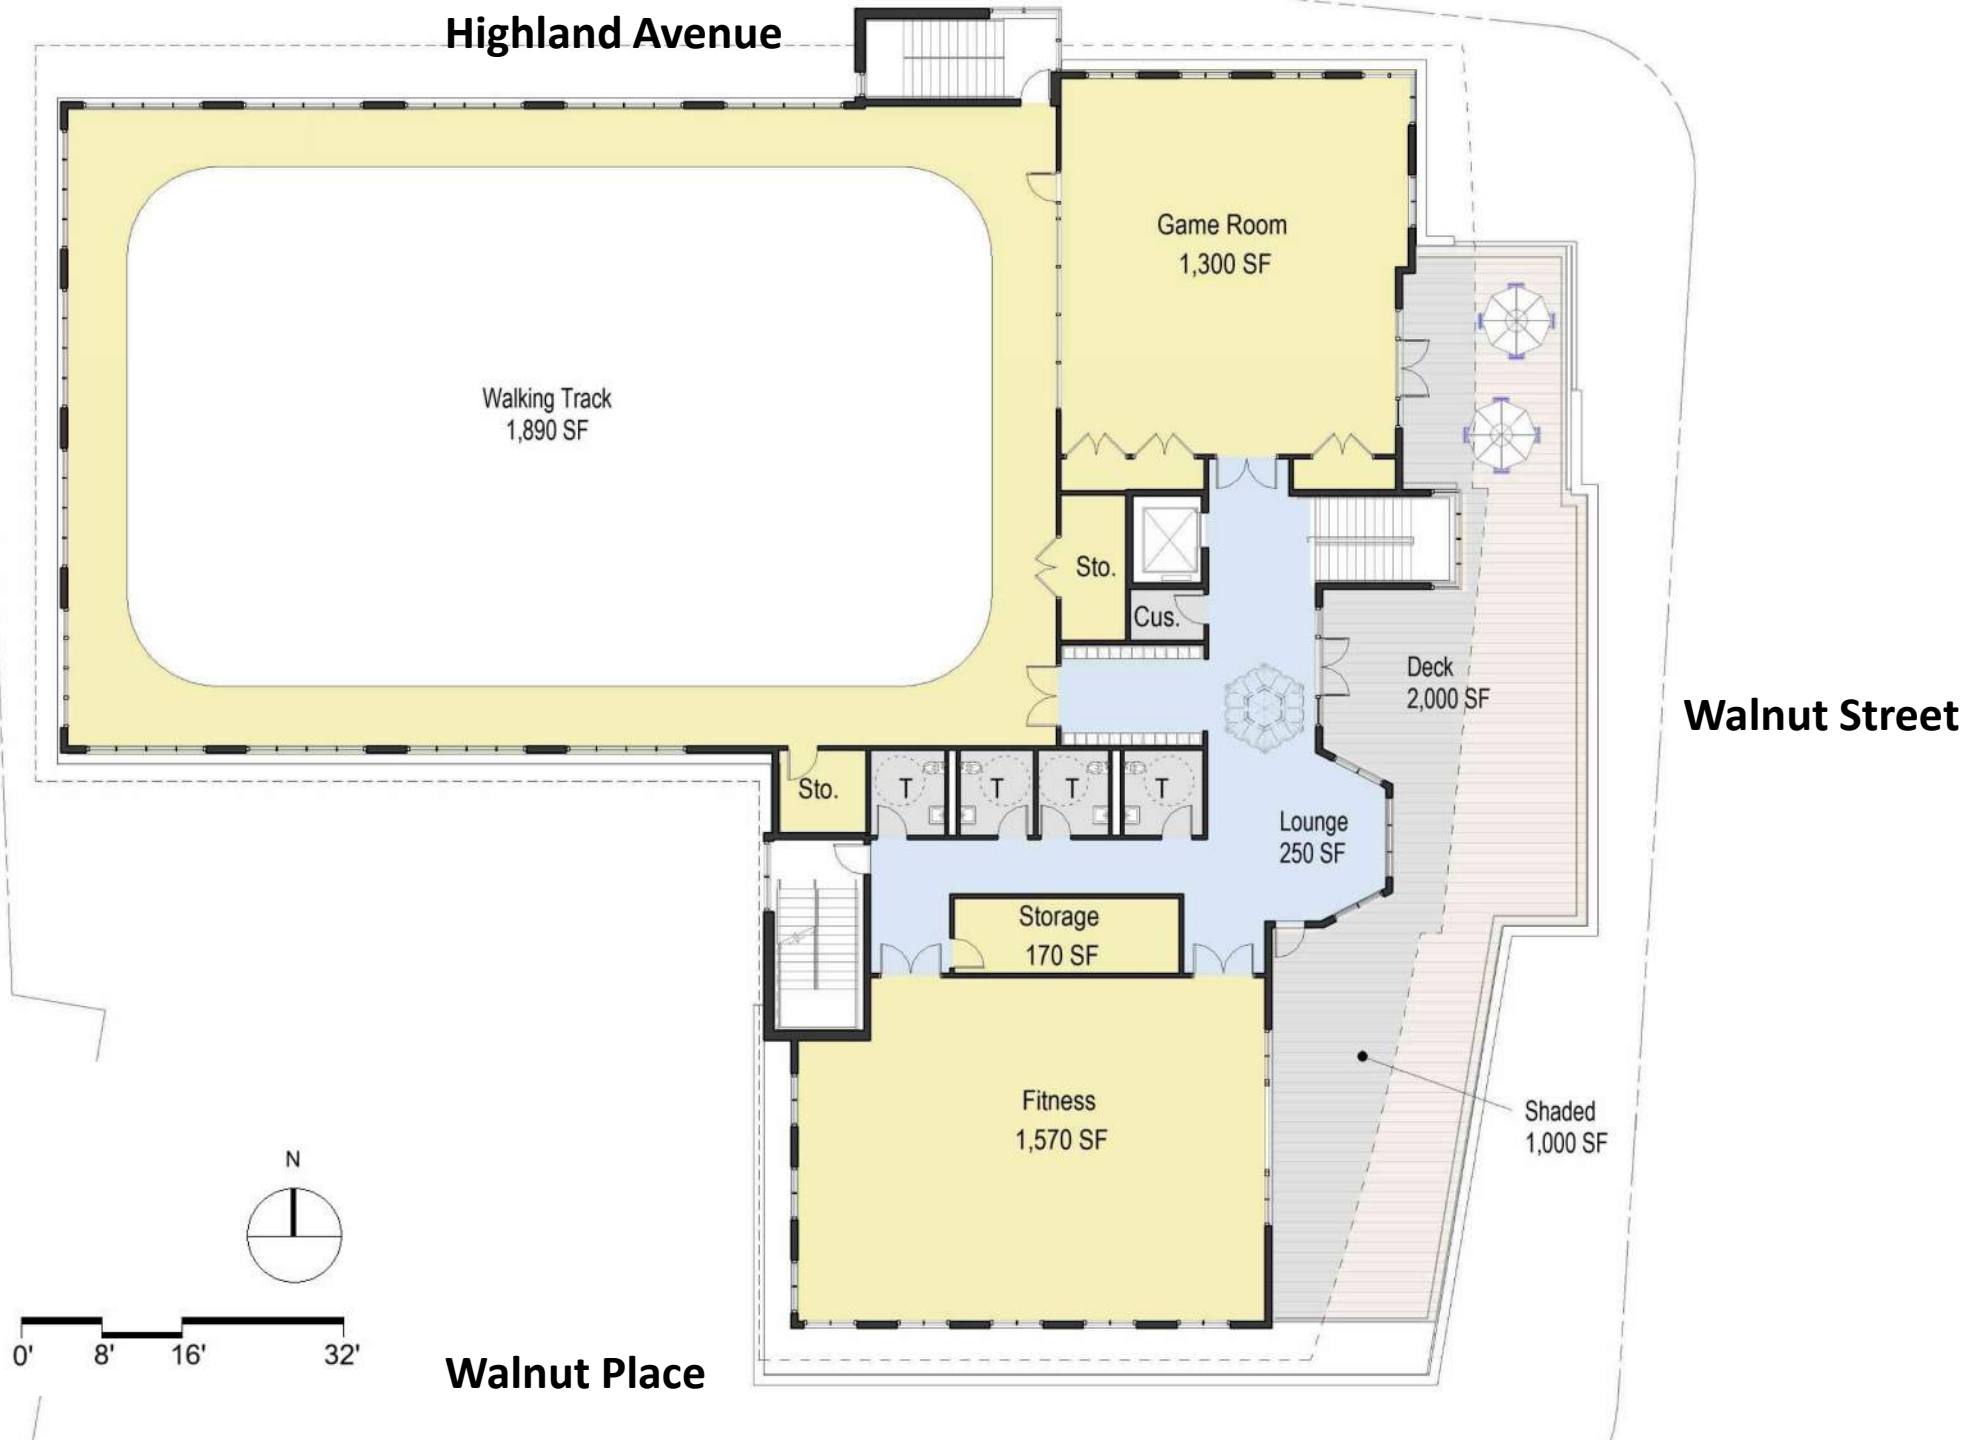 Highland Avenue
Game Room
1,300 SF
Walking Track
1,890 SF
Sto.
Cus.
Deck
2,000 SF
Walnut Street
Sto.
T
T
T
T
Lounge
250 SF
Storage
170 SF
Fitness
1,570 SF
Shaded
1,000 SF
N
0' 8' 16' 32'
Walnut Place